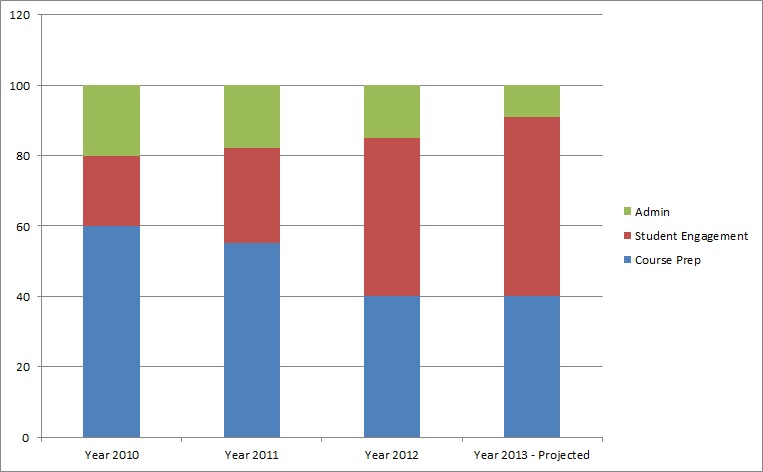 120
100
80
60
40
20
0
Year 2010
Year 2011
Year 2012
Year 2013 - Projected
Admin
Student Engagement
Course Prep